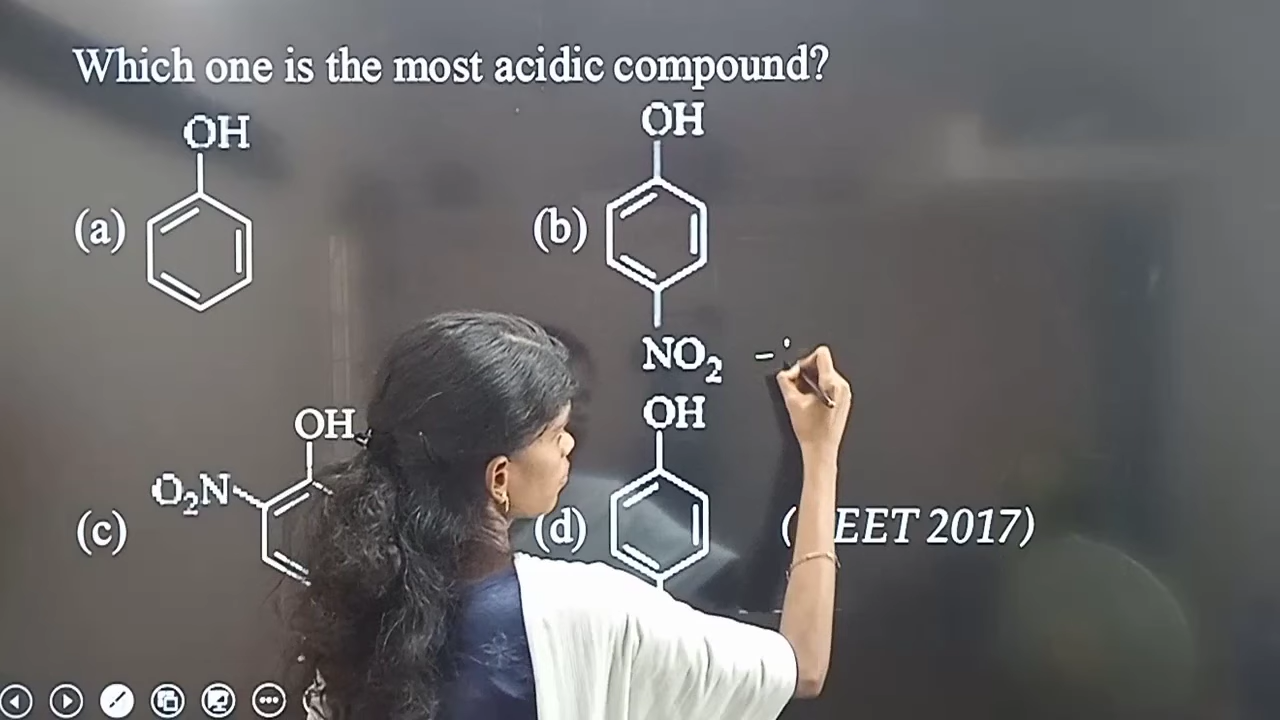 Which one is the most acidic compound?
OH
(a)
OH
(b)
NO₂
OH
O₂N
(c)
OH
(d)
EET 2017)